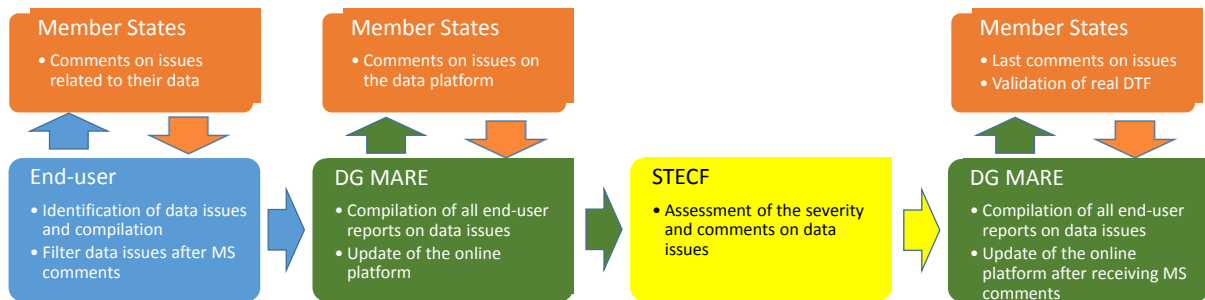 Member States
• Comments on issues
related to their data
Member States
• Comments on issues on
the data platform
Member States
• Last comments on issues
• Validation of real DTF
End-user
• Identification of data issues
and compilation
• Filter data issues after MS
comments
DG MARE
• Compilation of all end-user
reports on data issues
• Update of the online
platform
STECF
• Assessment of the severity
and comments on data
issues
DG MARE
• Compilation of all end-user
reports on data issues
• Update of the online
platform after receiving MS
comments